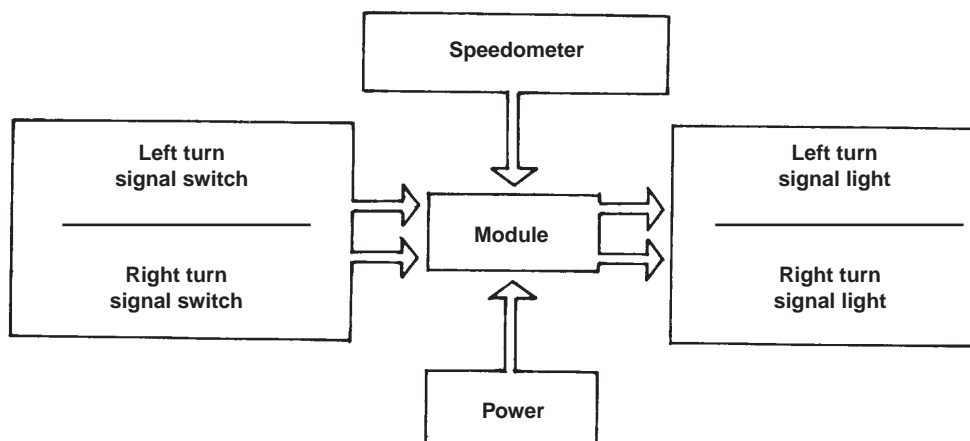 Speedometer
Left turn
signal switch
Right turn
signal switch
Module
Left turn
signal light
Right turn
signal light
Power